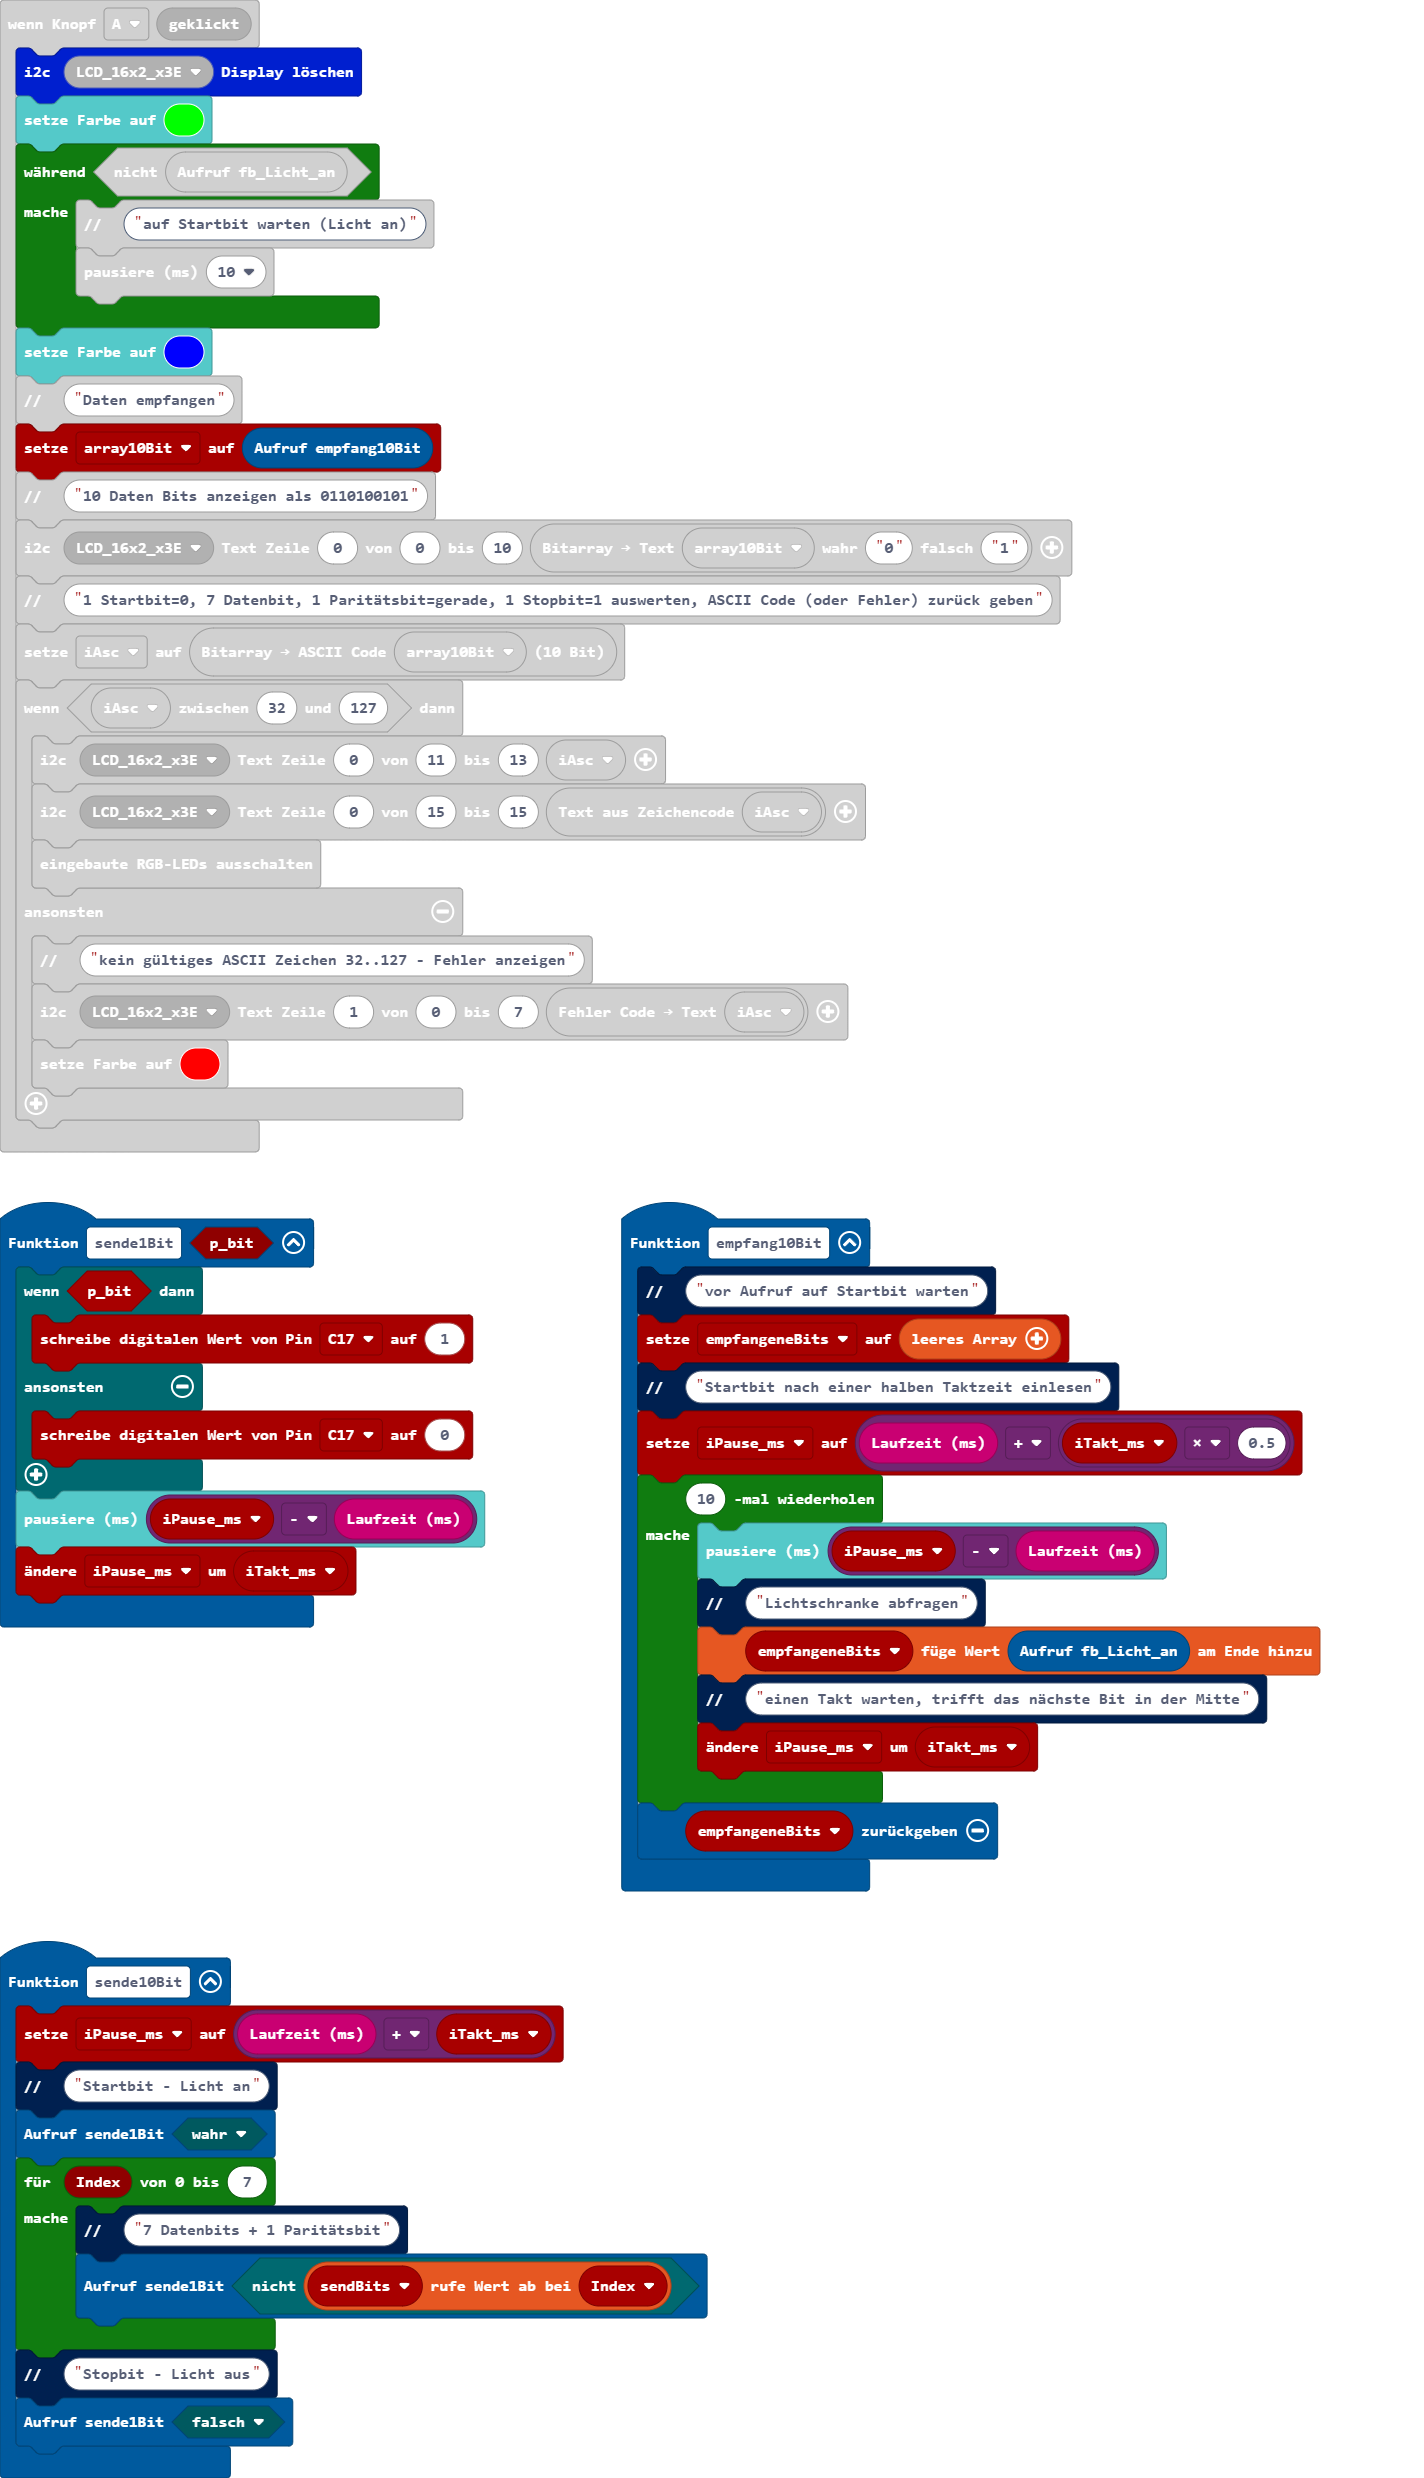 wenn Knopf A geklickt
i2c LCD_16x2_x3E Display löschen
setze Farbe auf
während nicht Aufruf fb_Licht_an
mache // "auf Startbit warten (Licht an)"
pausiere (ms) 10
setze Farbe auf
// "Daten empfangen"
setze array10Bit auf Aufruf empfang10Bit
// "10 Daten Bits anzeigen als 0110100101"
i2c LCD_16x2_x3E Text Zeile 0 von 0 bis 10 Bitarray → Text array10Bit wahr "0" falsch "1"
// "1 Startbit=0, 7 Datenbit, 1 Paritätsbit=gerade, 1 Stopbit=1 auswerten, ASCII Code (oder Fehler) zurück geben"
setze iAsc auf Bitarray → ASCII Code array10Bit (10 Bit)
wenn iAsc zwischen 32 und 127 dann
i2c LCD_16x2_x3E Text Zeile 0 von 11 bis 13 iAsc
i2c LCD_16x2_x3E Text Zeile 0 von 15 bis 15 Text aus Zeichencode iAsc
eingebaute RGB-LEDs ausschalten
ansonsten
// "kein gültiges ASCII Zeichen 32..127 - Fehler anzeigen"
i2c LCD_16x2_x3E Text Zeile 1 von 0 bis 7 Fehler Code → Text iAsc
setze Farbe auf
Funktion sende1Bit p_bit
wenn p_bit dann
schreibe digitalen Wert von Pin C17 auf 1
ansonsten
schreibe digitalen Wert von Pin C17 auf 0
pausiere (ms) iPause_ms - Laufzeit (ms)
ändere iPause_ms um iTakt_ms
Funktion empfang10Bit
// "vor Aufruf auf Startbit warten"
setze empfangeneBits auf leeres Array
// "Startbit nach einer halben Taktzeit einlesen"
setze iPause_ms auf Laufzeit (ms) + iTakt_ms × 0.5
10 -mal wiederholen
mache pausiere (ms) iPause_ms - Laufzeit (ms)
// "Lichtschranke abfragen"
empfangeneBits füge Wert Aufruf fb_Licht_an am Ende hinzu
// "einen Takt warten, trifft das nächste Bit in der Mitte"
ändere iPause_ms um iTakt_ms
empfangeneBits zurückgeben
Funktion sende10Bit
setze iPause_ms auf Laufzeit (ms) + iTakt_ms
// "Startbit - Licht an"
Aufruf sende1Bit wahr
für Index von 0 bis 7
mache // "7 Datenbits + 1 Paritätsbit"
Aufruf sende1Bit nicht sendBits rufe Wert ab bei Index
// "Stopbit - Licht aus"
Aufruf sende1Bit falsch